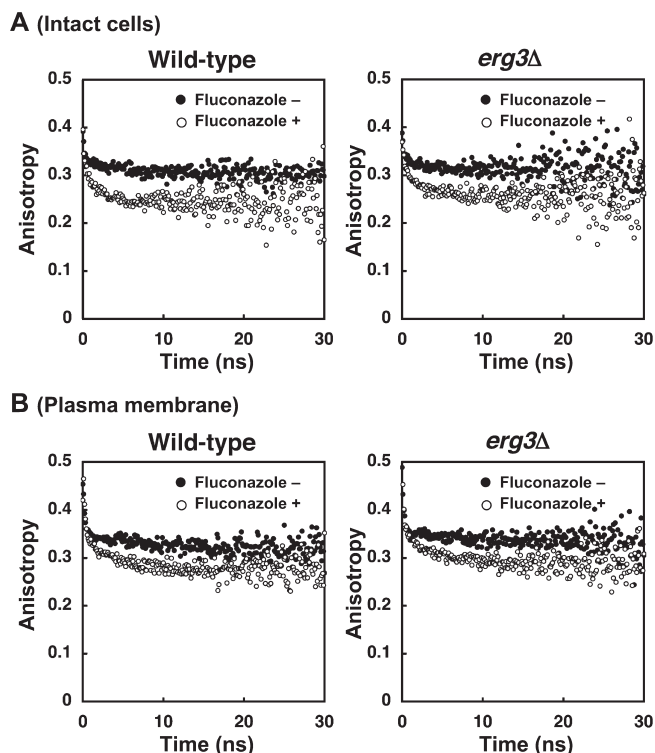 A (Intact cells)
Wild-type
erg3Δ
0.5
0.4
0.3
0.2
0.1
0
Anisotropy
Fluconazole –
Fluconazole +
0 10 20 30
Time (ns)
0.5
0.4
0.3
0.2
0.1
0
Anisotropy
Fluconazole –
Fluconazole +
0 10 20 30
Time (ns)
B (Plasma membrane)
Wild-type
erg3Δ
0.5
0.4
0.3
0.2
0.1
0
Anisotropy
Fluconazole –
Fluconazole +
0 10 20 30
Time (ns)
0.5
0.4
0.3
0.2
0.1
0
Anisotropy
Fluconazole –
Fluconazole +
0 10 20 30
Time (ns)